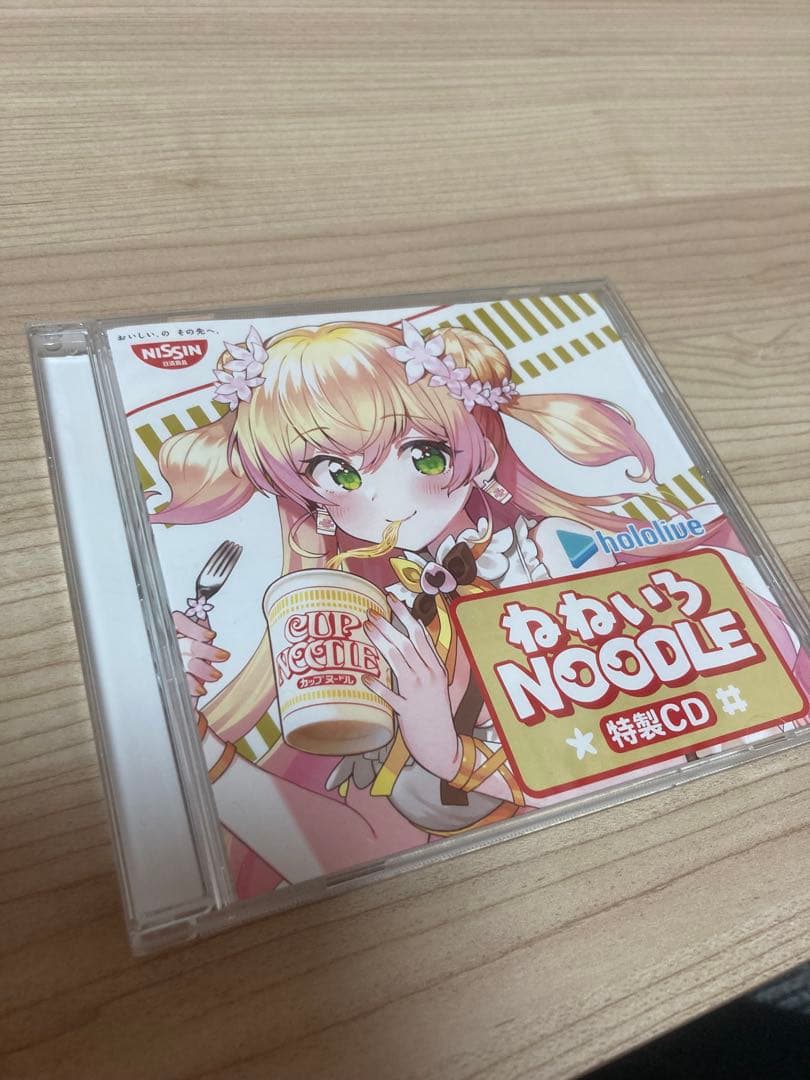 おいしい、の その先へ。
NISSIN
日清食品
hololive
CUP
NOODLE
カップヌードル
ねねいろ
NOODLE
特製CD